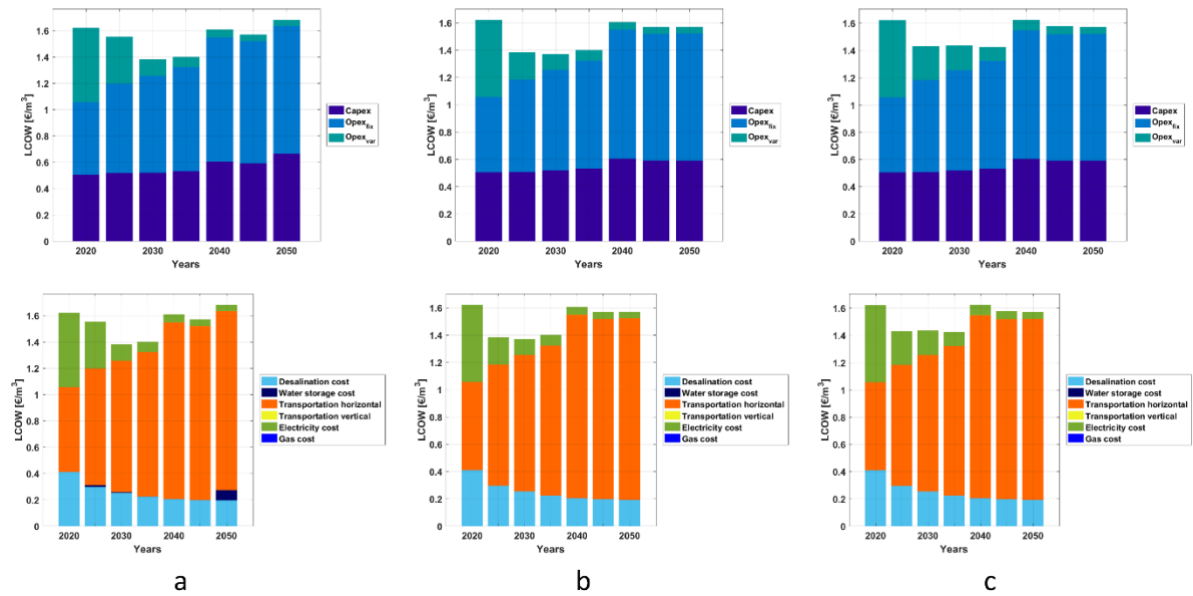 1.6
1.4
1.2
1
0.8
0.6
0.4
0.2
0
LCOW [€/m³]
2020 2030 2040 2050
Years
Capex
Opex_fix
Opex_var
1.6
1.4
1.2
1
0.8
0.6
0.4
0.2
0
LCOW [€/m³]
2020 2030 2040 2050
Years
Capex
Opex_fix
Opex_var
1.6
1.4
1.2
1
0.8
0.6
0.4
0.2
0
LCOW [€/m³]
2020 2030 2040 2050
Years
Capex
Opex_fix
Opex_var
1.6
1.4
1.2
1
0.8
0.6
0.4
0.2
0
LCOW [€/m³]
2020 2030 2040 2050
Years
Desalination cost
Water storage cost
Transportation horizontal
Transportation vertical
Electricity cost
Gas cost
1.6
1.4
1.2
1
0.8
0.6
0.4
0.2
0
LCOW [€/m³]
2020 2030 2040 2050
Years
Desalination cost
Water storage cost
Transportation horizontal
Transportation vertical
Electricity cost
Gas cost
1.6
1.4
1.2
1
0.8
0.6
0.4
0.2
0
LCOW [€/m³]
2020 2030 2040 2050
Years
Desalination cost
Water storage cost
Transportation horizontal
Transportation vertical
Electricity cost
Gas cost
a b c